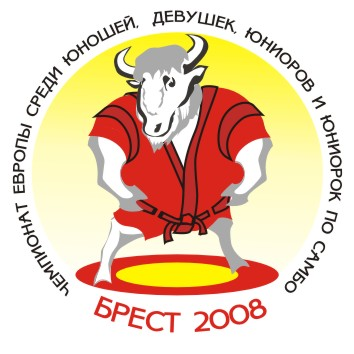 ЧЕМПИОНАТ ЕВРОПЫ СРЕДИ ЮНОШЕЙ, ДЕВУШЕК, ЮНИОРОВ И ЮНИОРОК ПО САМБО
БРЕСТ 2008